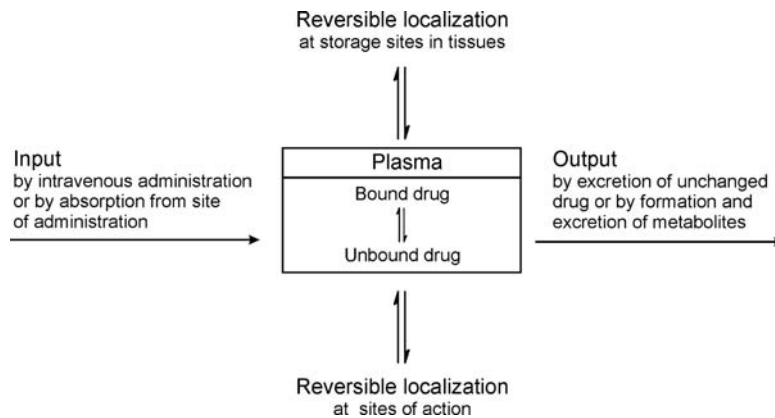 Reversible localization
at storage sites in tissues
Input
by intravenous administration
or by absorption from site
of administration
Plasma
Bound drug
Unbound drug
Output
by excretion of unchanged
drug or by formation and
excretion of metabolites
Reversible localization
at sites of action